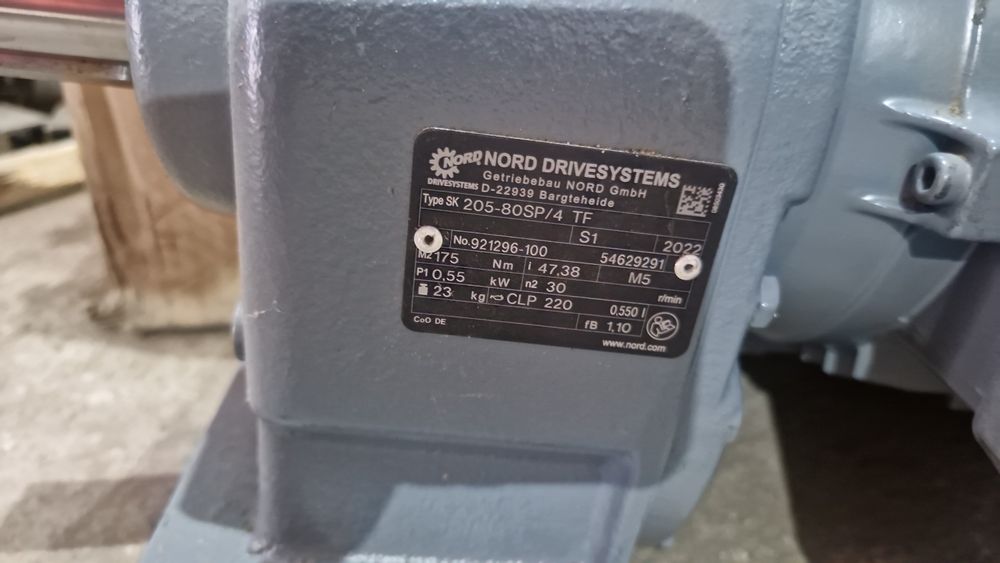 NORD
DRIVESYSTEMS
NORD DRIVESYSTEMS
Getriebebau NORD GmbH
D-22939 Bargteheide
Type SK 205-80SP/4 TF
S1 2022
No. 921296-100 54629291
M2 175 Nm i 47.38 M5
P1 0,55 kW n2 30 r/min
23 kg CLP 220 0,550 l
CoO DE fB 1,10
www.nord.com